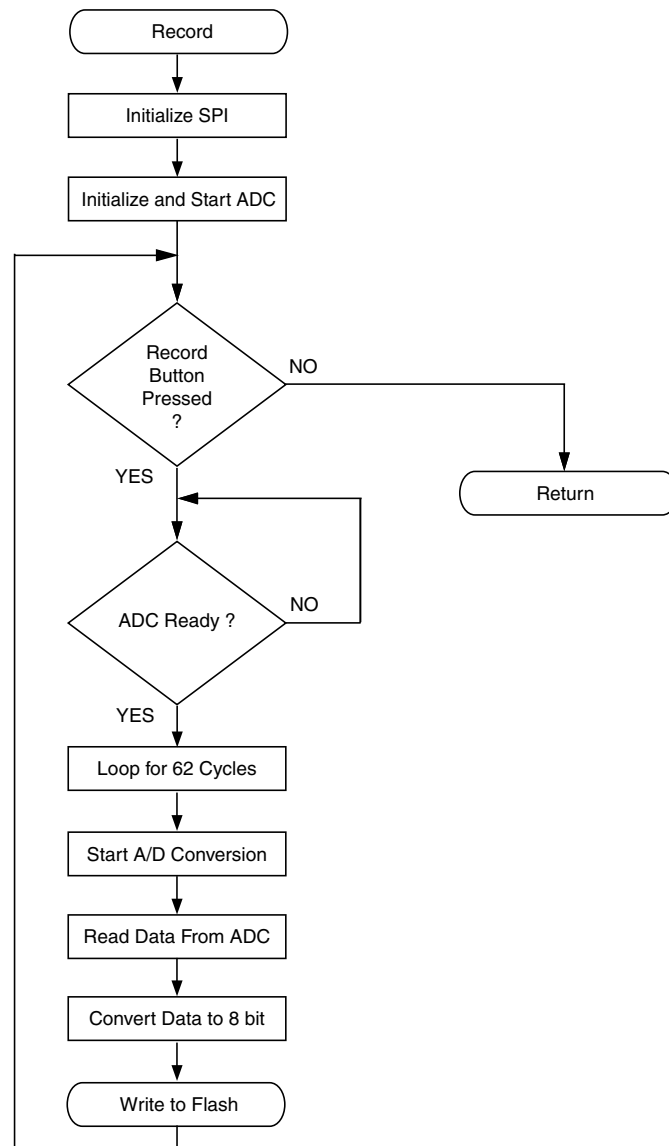 Record
Initialize SPI
Initialize and Start ADC
Record
Button
Pressed
?
NO
YES
Return
ADC Ready ?
NO
YES
Loop for 62 Cycles
Start A/D Conversion
Read Data From ADC
Convert Data to 8 bit
Write to Flash